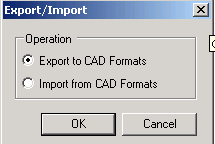 Export/Import
Operation
Export to CAD Formats
Import from CAD Formats
OK
Cancel